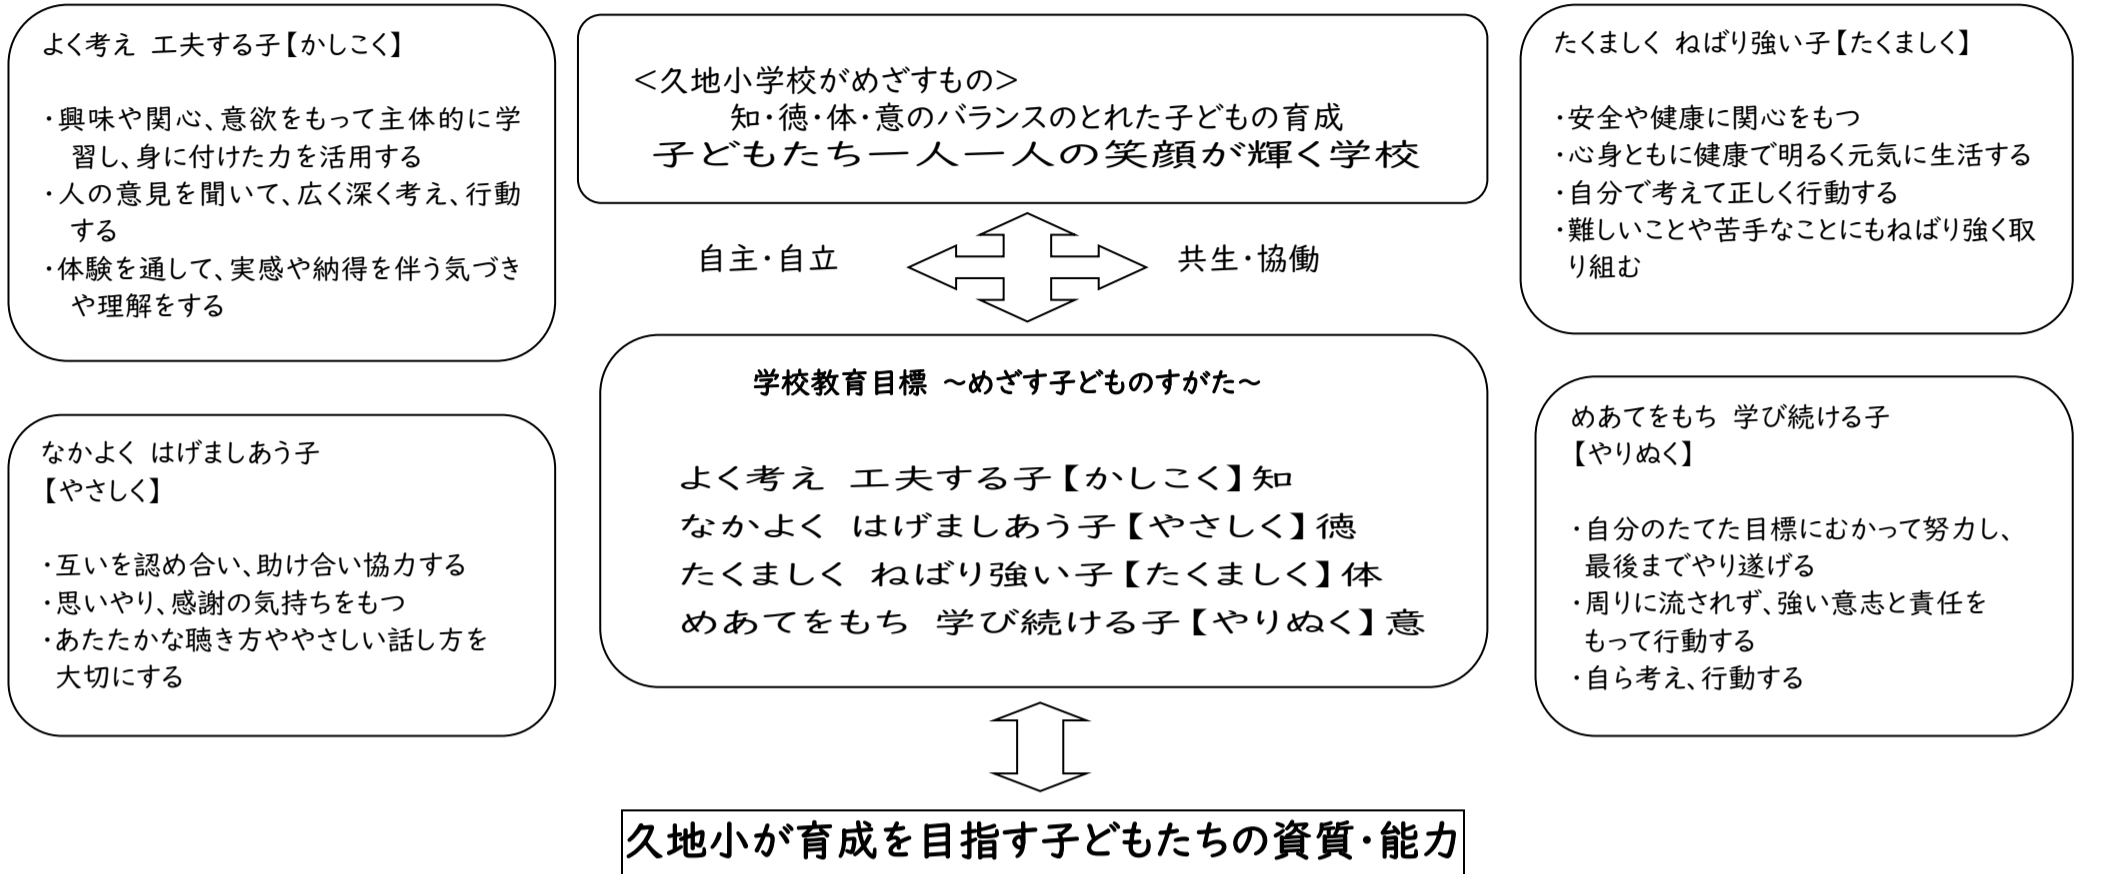 よく考え 工夫する子【かしこく】
・興味や関心、意欲をもって主体的に学
習し、身に付けた力を活用する
・人の意見を聞いて、広く深く考え、行動
する
・体験を通して、実感や納得を伴う気づき
や理解をする
<久地小学校がめざすもの>
知・徳・体・意のバランスのとれた子どもの育成
子どもたち一人一人の笑顔が輝く学校
たくましく ねばり強い子【たくましく】
・安全や健康に関心をもつ
・心身ともに健康で明るく元気に生活する
・自分で考えて正しく行動する
・難しいことや苦手なことにもねばり強く取
り組む
自主・自立
共生・協働
なかよく はげましあう子
【やさしく】
・互いを認め合い、助け合い協力する
・思いやり、感謝の気持ちをもつ
・あたたかな聴き方ややさしい話し方を
大切にする
学校教育目標 ～めざす子どものすがた～
よく考え 工夫する子【かしこく】知
なかよく はげましあう子【やさしく】徳
たくましく ねばり強い子【たくましく】体
めあてをもち 学び続ける子【やりぬく】意
めあてをもち 学び続ける子
【やりぬく】
・自分のたてた目標にむかって努力し、
最後までやり遂げる
・周りに流されず、強い意志と責任を
もって行動する
・自ら考え、行動する
久地小が育成を目指す子どもたちの資質・能力